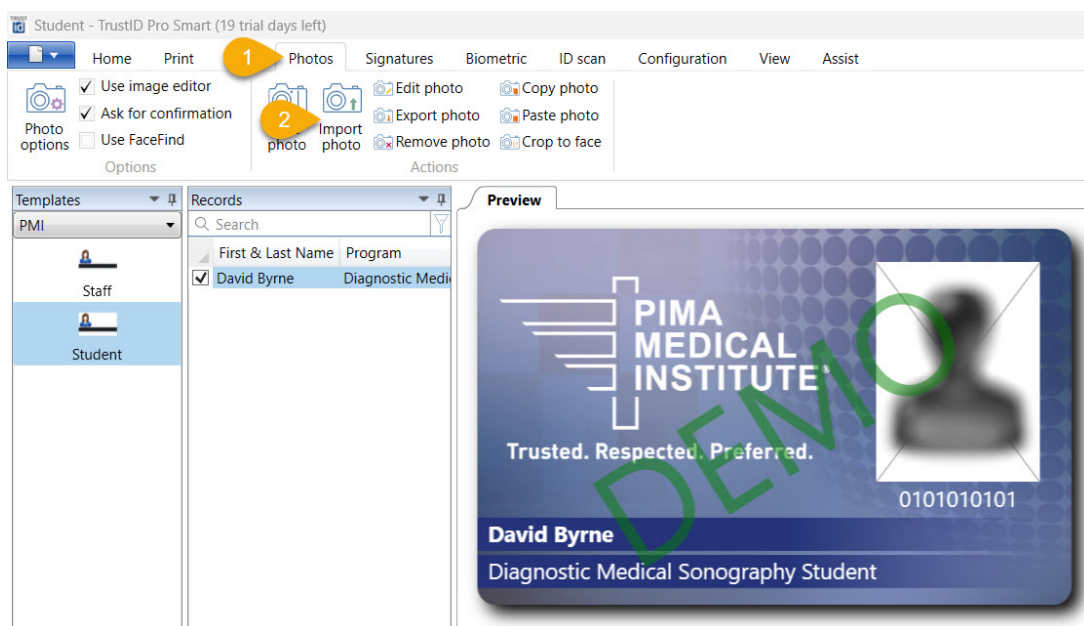 Student - TrustID Pro Smart (19 trial days left)
Home Print 1 Photos Signatures Biometric ID scan Configuration View Assist
Photo options
Use image editor
Ask for confirmation
Use FaceFind
Options
2
photo
Import photo
Edit photo
Export photo
Remove photo
Copy photo
Paste photo
Crop to face
Actions
Templates
PMI
Staff
Student
Records
Search
First & Last Name Program
David Byrne Diagnostic Medi
Preview
PIMA
MEDICAL
INSTITUTE®
Trusted. Respected. Preferred.
DEMO
0101010101
David Byrne
Diagnostic Medical Sonography Student